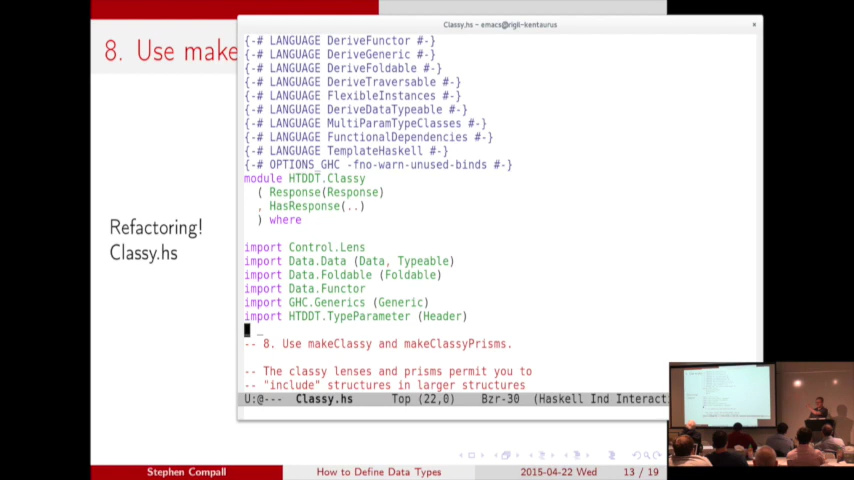 Classy.hs - emacs@rigil-kentaurus
×
8. Use make
{-# LANGUAGE DeriveFunctor #-}
{-# LANGUAGE DeriveGeneric #-}
{-# LANGUAGE DeriveFoldable #-}
{-# LANGUAGE DeriveTraversable #-}
{-# LANGUAGE FlexibleInstances #-}
{-# LANGUAGE DeriveDataTypeable #-}
{-# LANGUAGE MultiParamTypeClasses #-}
{-# LANGUAGE FunctionalDependencies #-}
{-# LANGUAGE TemplateHaskell #-}
{-# OPTIONS_GHC -fno-warn-unused-binds #-}
module HTDDT.Classy
( Response(Response)
, HasResponse(..)
) where
Refactoring!
Classy.hs
import Control.Lens
import Data.Data (Data, Typeable)
import Data.Foldable (Foldable)
import Data.Functor
import GHC.Generics (Generic)
import HTDDT.TypeParameter (Header)
-- 8. Use makeClassy and makeClassyPrisms.
-- The classy lenses and prisms permit you to
-- "include" structures in larger structures
U:@--- Classy.hs Top (22,0) Bzr-30 (Haskell Ind Interacti
Stephen Compall
How to Define Data Types
2015-04-22 Wed
13 / 19